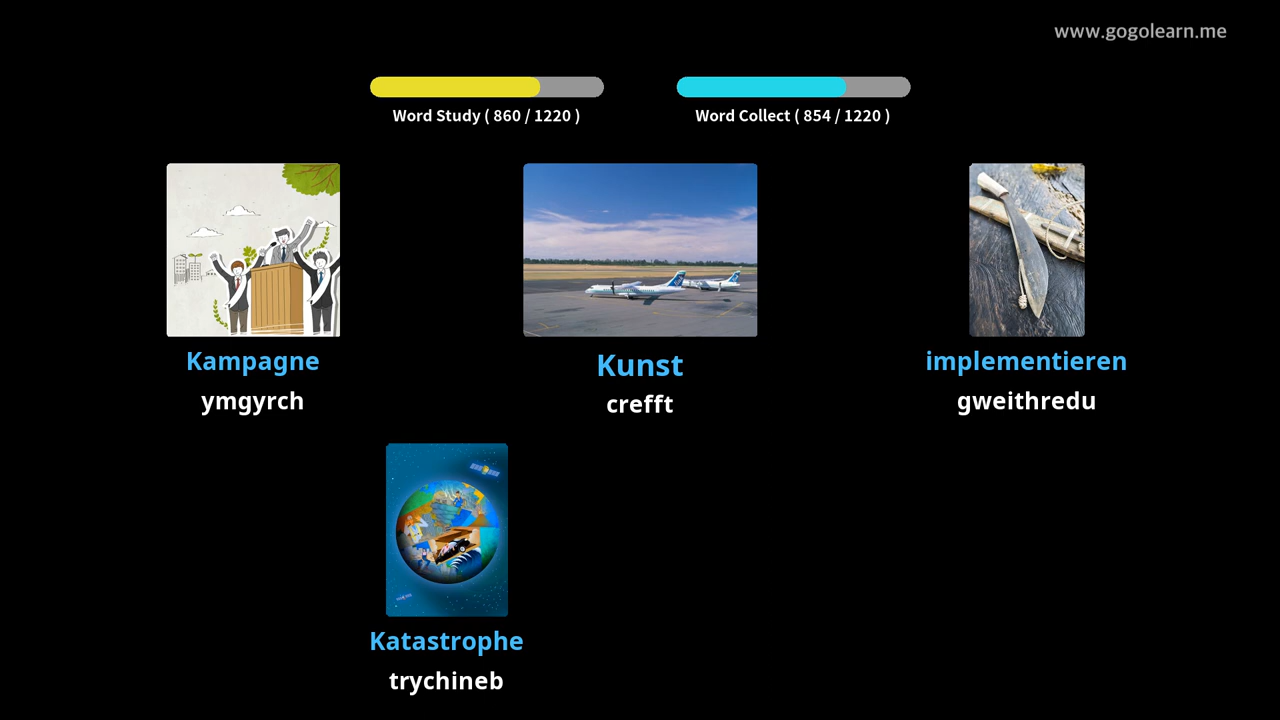 www.gogolearn.me
Word Study ( 860 / 1220 )
Word Collect ( 854 / 1220 )
Kampagne
ymgyrch
Kunst
crefft
implementieren
gweithredu
Katastrophe
trychineb